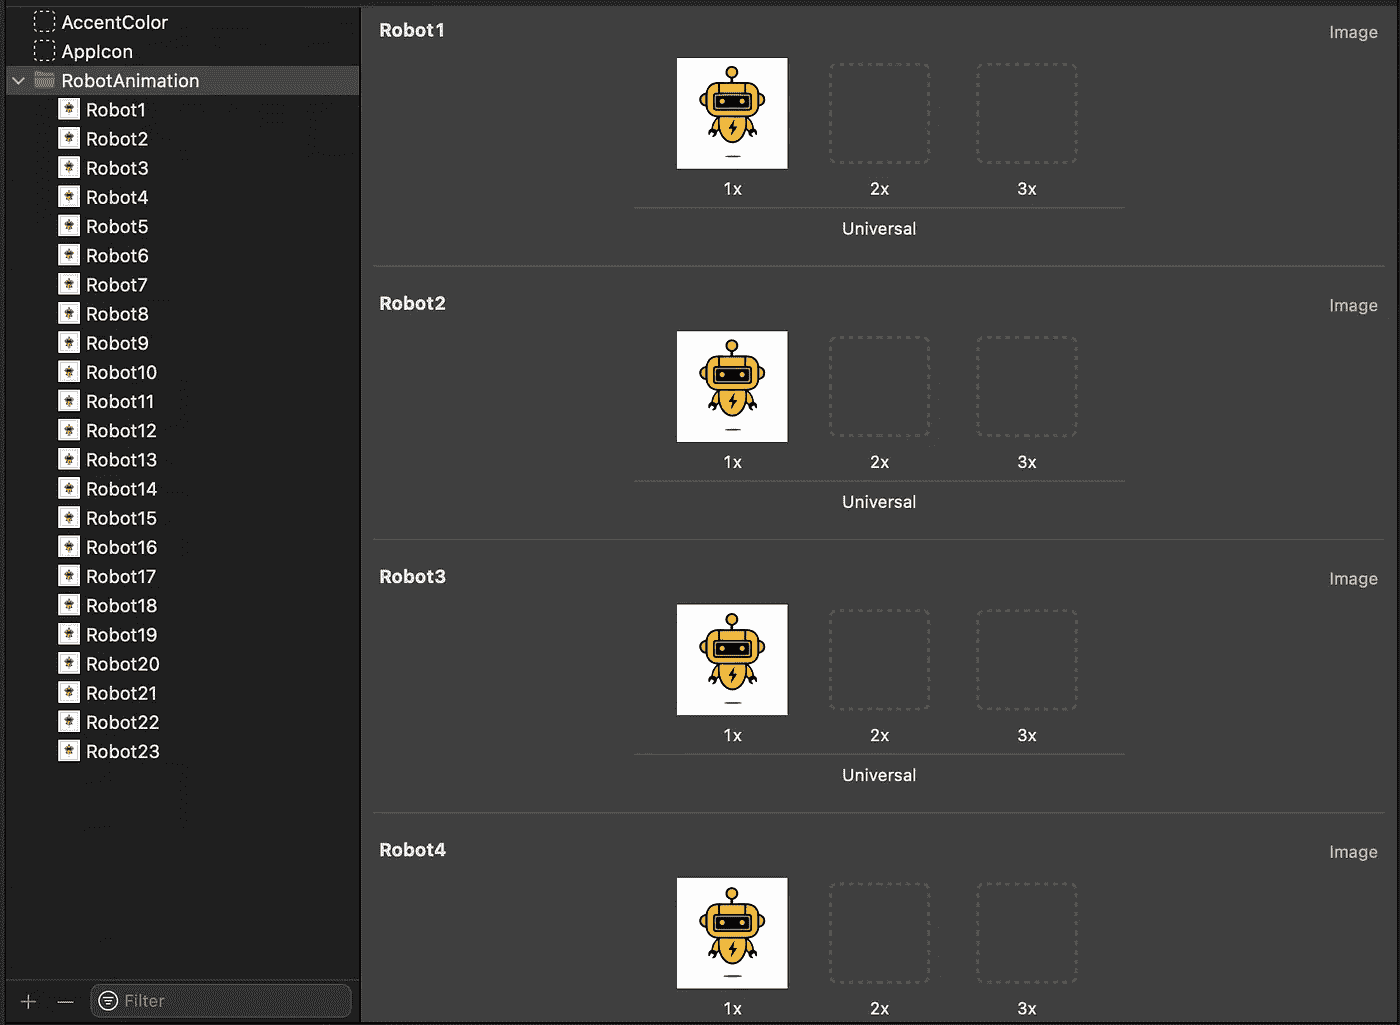 AccentColor
AppIcon
RobotAnimation
Robot1
Robot2
Robot3
Robot4
Robot5
Robot6
Robot7
Robot8
Robot9
Robot10
Robot11
Robot12
Robot13
Robot14
Robot15
Robot16
Robot17
Robot18
Robot19
Robot20
Robot21
Robot22
Robot23
Filter
Robot1 Image
1x 2x 3x
Universal
Robot2 Image
1x 2x 3x
Universal
Robot3 Image
1x 2x 3x
Universal
Robot4 Image
1x 2x 3x